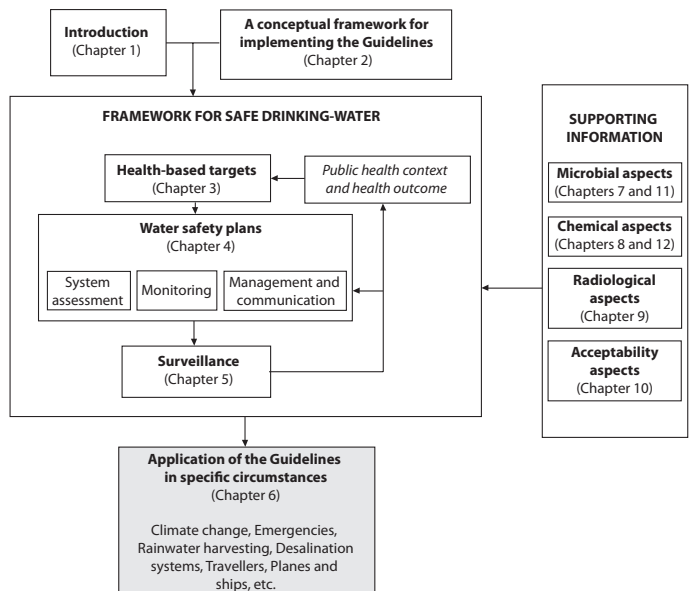 Introduction
(Chapter 1)
A conceptual framework for
implementing the Guidelines
(Chapter 2)
FRAMEWORK FOR SAFE DRINKING-WATER
Health-based targets
(Chapter 3)
Public health context
and health outcome
Water safety plans
(Chapter 4)
System
assessment
Monitoring
Management and
communication
Surveillance
(Chapter 5)
SUPPORTING
INFORMATION
Microbial aspects
(Chapters 7 and 11)
Chemical aspects
(Chapters 8 and 12)
Radiological
aspects
(Chapter 9)
Acceptability
aspects
(Chapter 10)
Application of the Guidelines
in specific circumstances
(Chapter 6)
Climate change, Emergencies,
Rainwater harvesting, Desalination
systems, Travellers, Planes and
ships, etc.